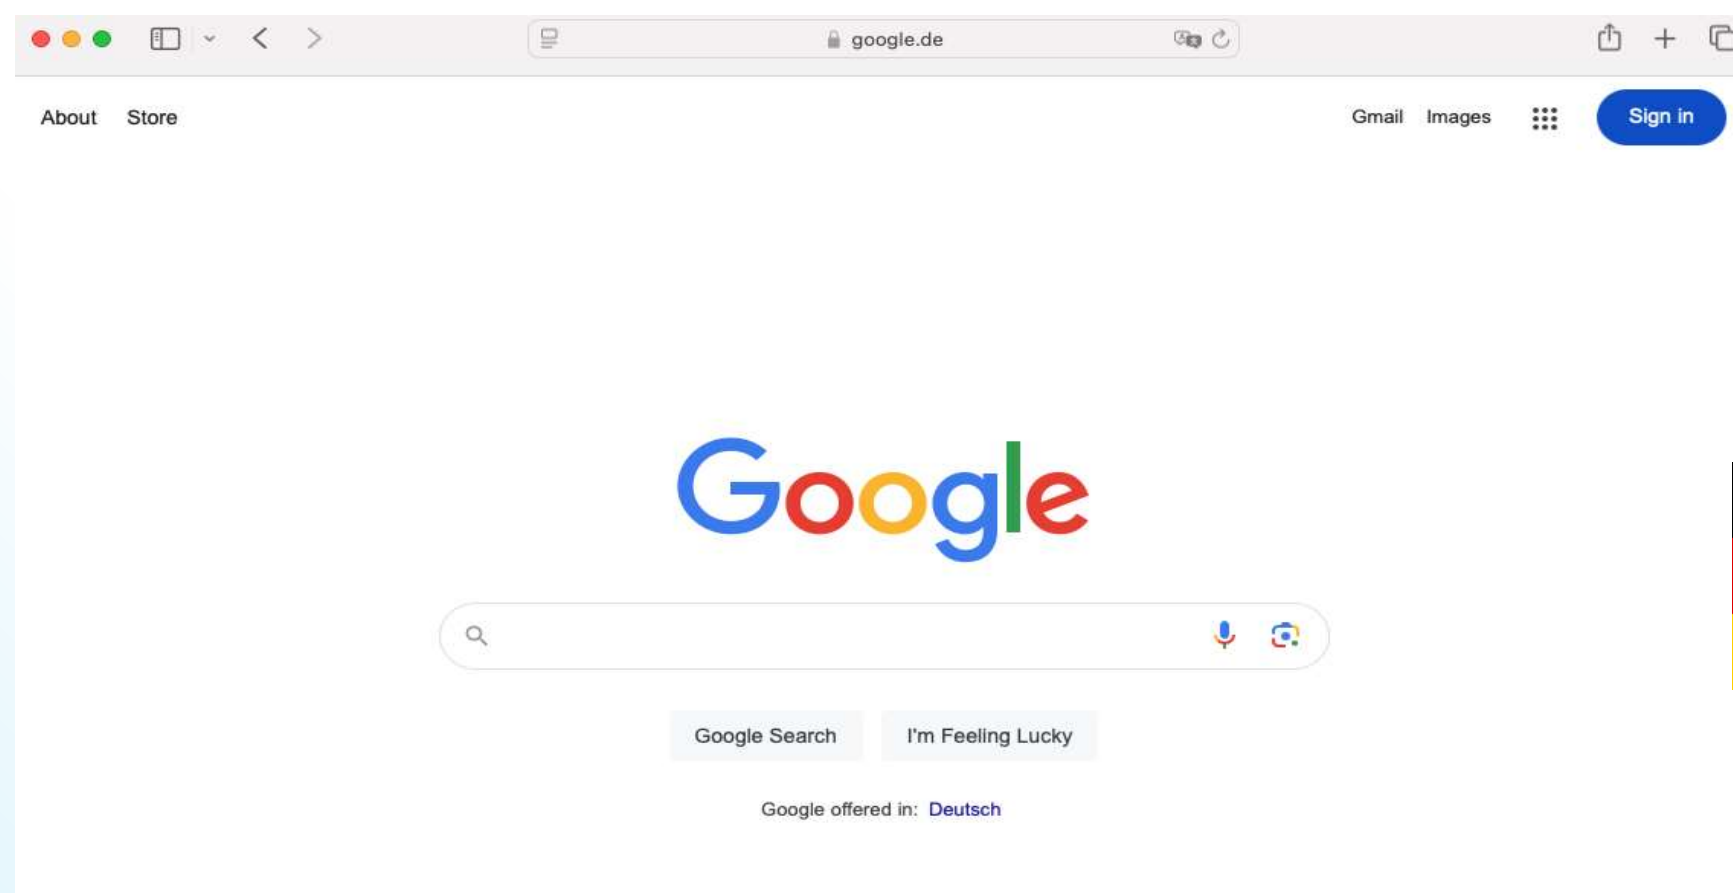 google.de
About Store Gmail Images Sign in
Google
Google Search I'm Feeling Lucky
Google offered in: Deutsch